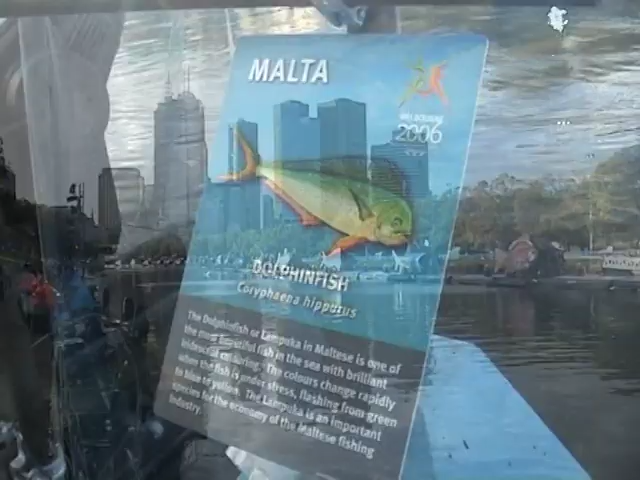 MALTA
MELBOURNE
2006
DOLPHINFISH
Coryphaena hippurus
The Dolphinfish or Lampuka in Maltese is one of
the most beautiful fish in the sea with brilliant
iridescent colouring. The colours change rapidly
when the fish is under stress, flashing from green
to blue to yellow. The Lampuka is an important
species for the economy of the Maltese fishing
industry.